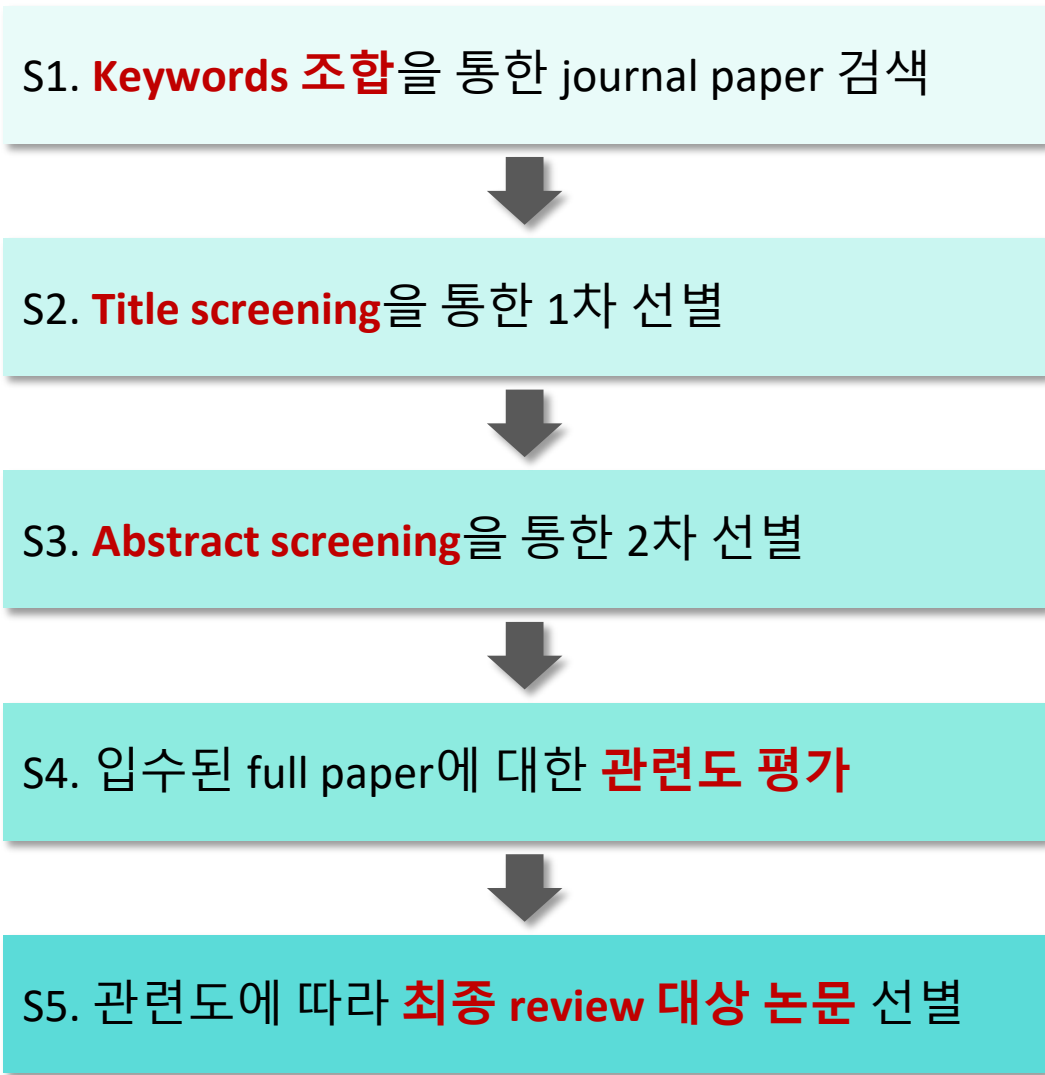 S1. Keywords 조합을 통한 journal paper 검색
S2. Title screening을 통한 1차 선별
S3. Abstract screening을 통한 2차 선별
S4. 입수된 full paper에 대한 관련도 평가
S5. 관련도에 따라 최종 review 대상 논문 선별